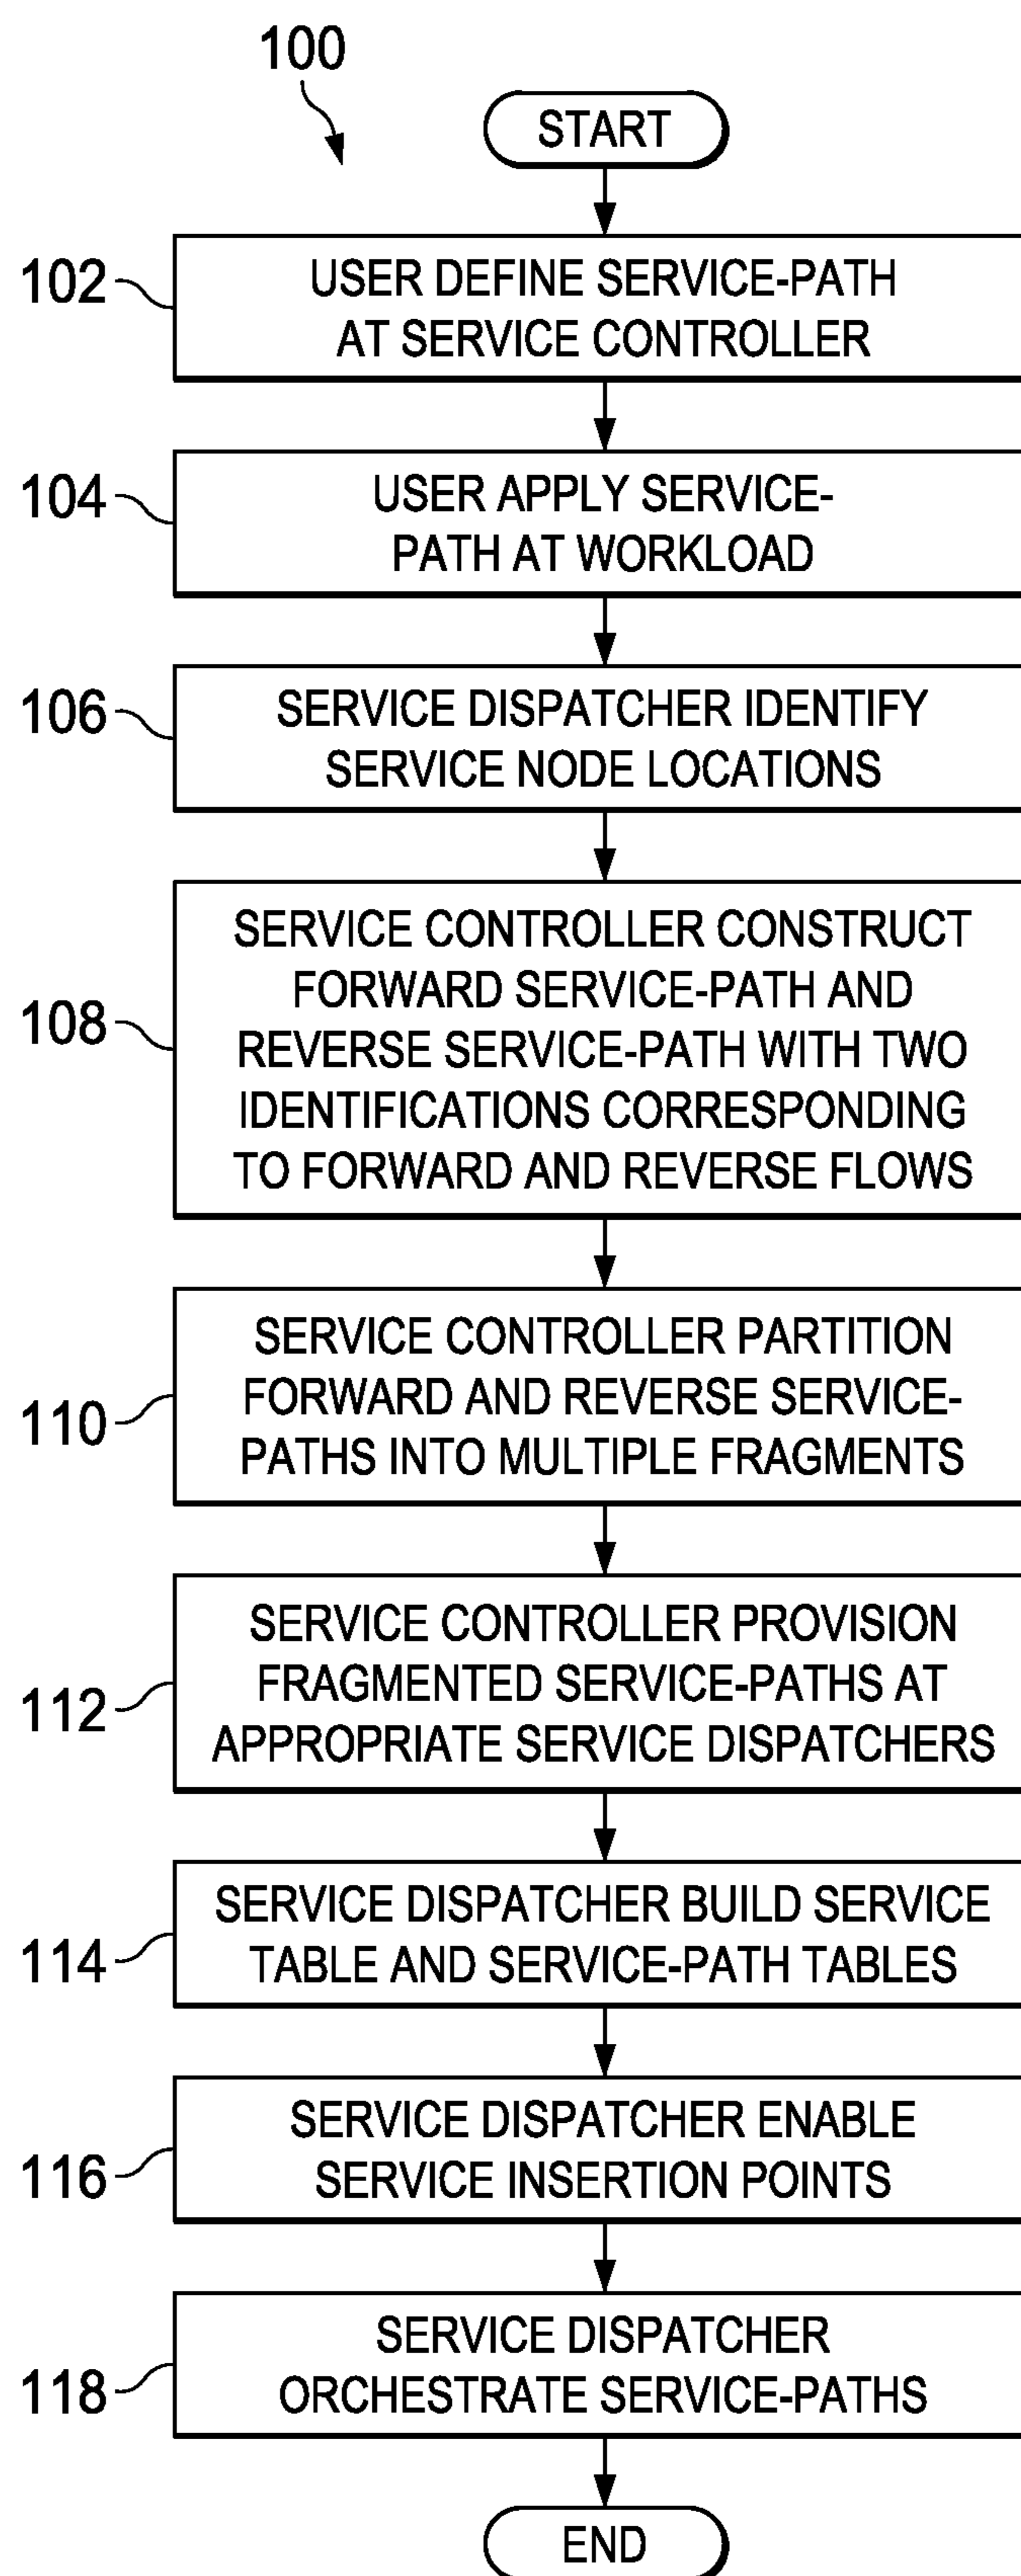 100
START
102
USER DEFINE SERVICE-PATH
AT SERVICE CONTROLLER
104
USER APPLY SERVICE-
PATH AT WORKLOAD
106
SERVICE DISPATCHER IDENTIFY
SERVICE NODE LOCATIONS
108
SERVICE CONTROLLER CONSTRUCT
FORWARD SERVICE-PATH AND
REVERSE SERVICE-PATH WITH TWO
IDENTIFICATIONS CORRESPONDING
TO FORWARD AND REVERSE FLOWS
110
SERVICE CONTROLLER PARTITION
FORWARD AND REVERSE SERVICE-
PATHS INTO MULTIPLE FRAGMENTS
112
SERVICE CONTROLLER PROVISION
FRAGMENTED SERVICE-PATHS AT
APPROPRIATE SERVICE DISPATCHERS
114
SERVICE DISPATCHER BUILD SERVICE
TABLE AND SERVICE-PATH TABLES
116
SERVICE DISPATCHER ENABLE
SERVICE INSERTION POINTS
118
SERVICE DISPATCHER
ORCHESTRATE SERVICE-PATHS
END